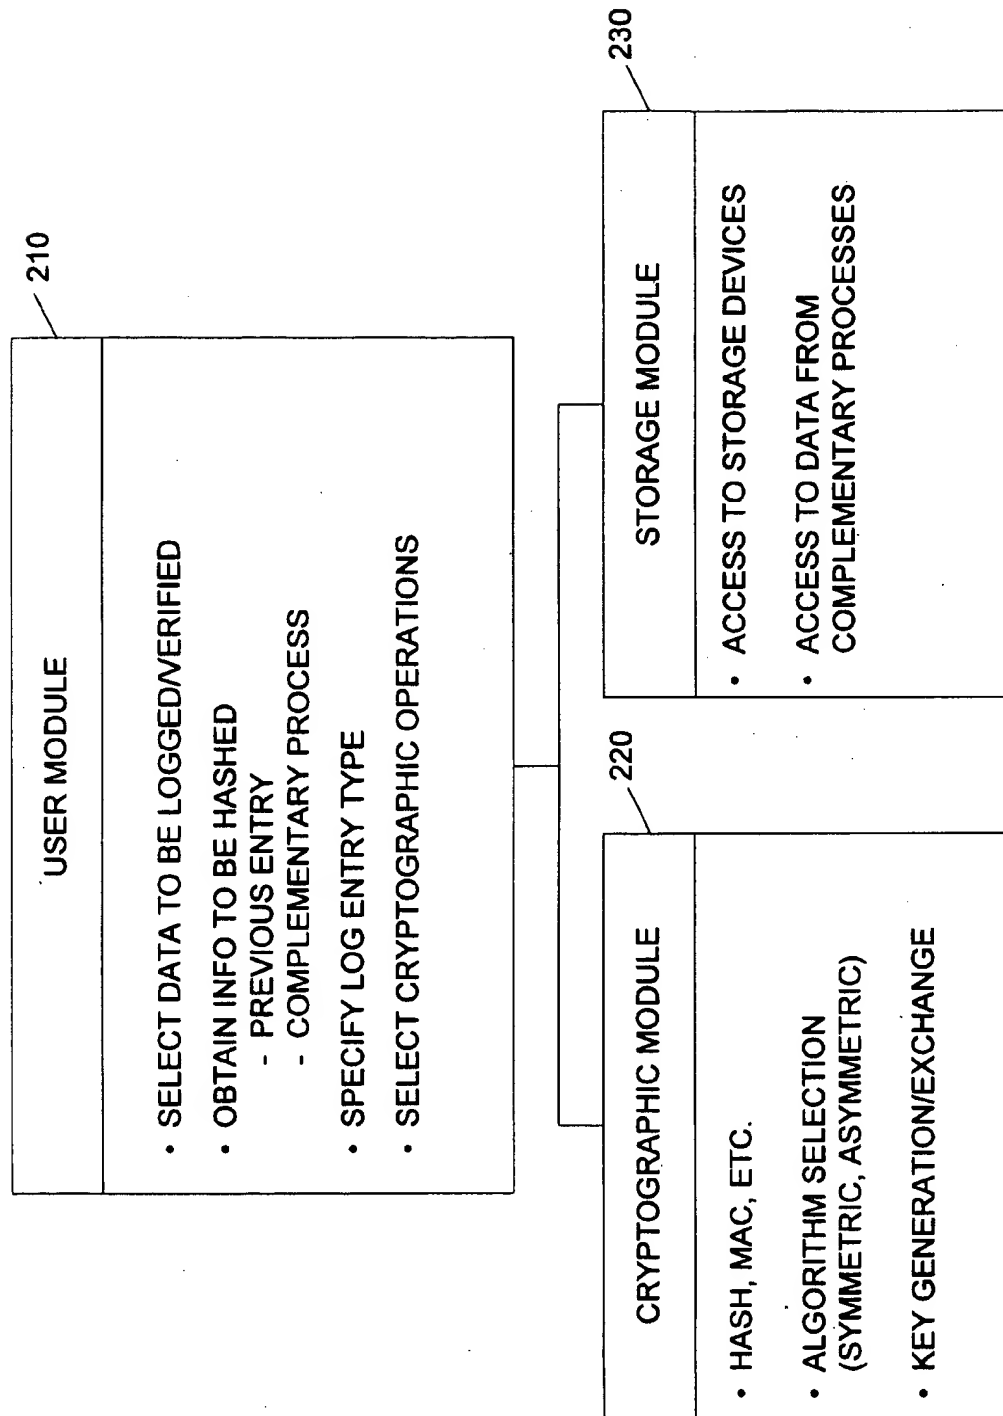 210
USER MODULE
• SELECT DATA TO BE LOGGED/VERIFIED
• OBTAIN INFO TO BE HASHED
- PREVIOUS ENTRY
- COMPLEMENTARY PROCESS
• SPECIFY LOG ENTRY TYPE
• SELECT CRYPTOGRAPHIC OPERATIONS
220
CRYPTOGRAPHIC MODULE
• HASH, MAC, ETC.
• ALGORITHM SELECTION
(SYMMETRIC, ASYMMETRIC)
• KEY GENERATION/EXCHANGE
230
STORAGE MODULE
• ACCESS TO STORAGE DEVICES
• ACCESS TO DATA FROM
COMPLEMENTARY PROCESSES